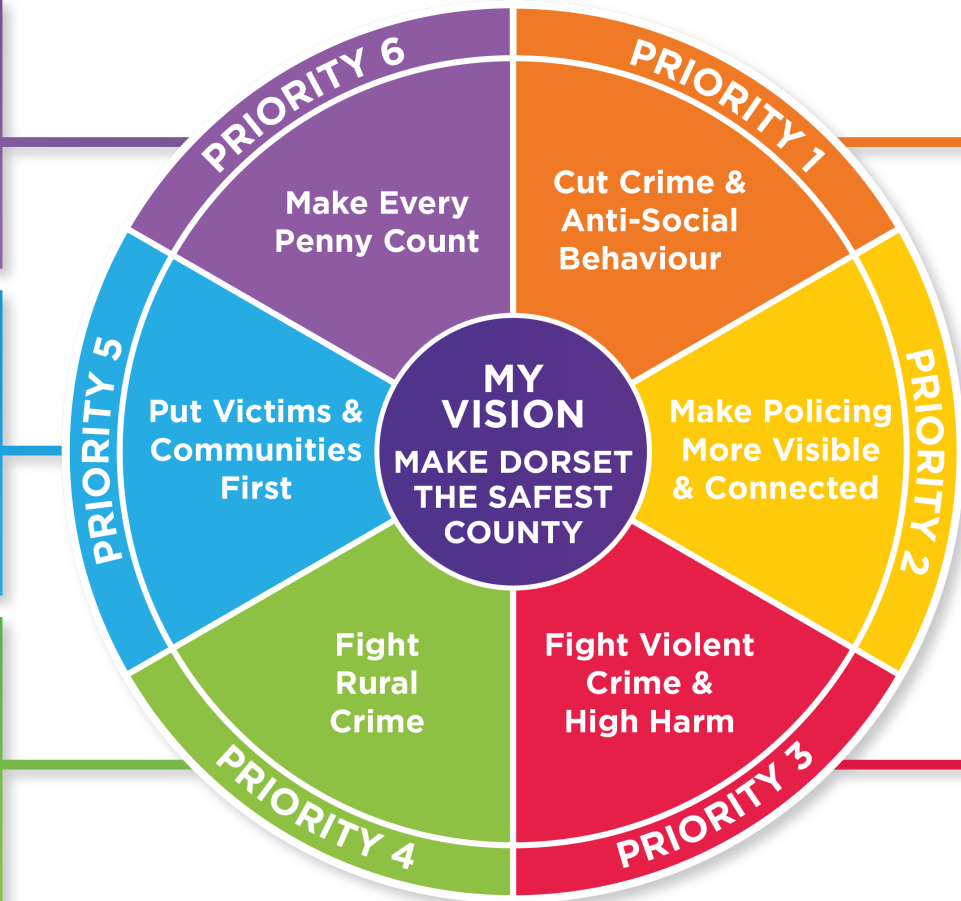 PRIORITY 1
Cut Crime &
Anti-Social
Behaviour
PRIORITY 2
Make Policing
More Visible
& Connected
PRIORITY 3
Fight Violent
Crime &
High Harm
PRIORITY 4
Fight
Rural
Crime
PRIORITY 5
Put Victims &
Communities
First
PRIORITY 6
Make Every
Penny Count
MY
VISION
MAKE DORSET
THE SAFEST
COUNTY